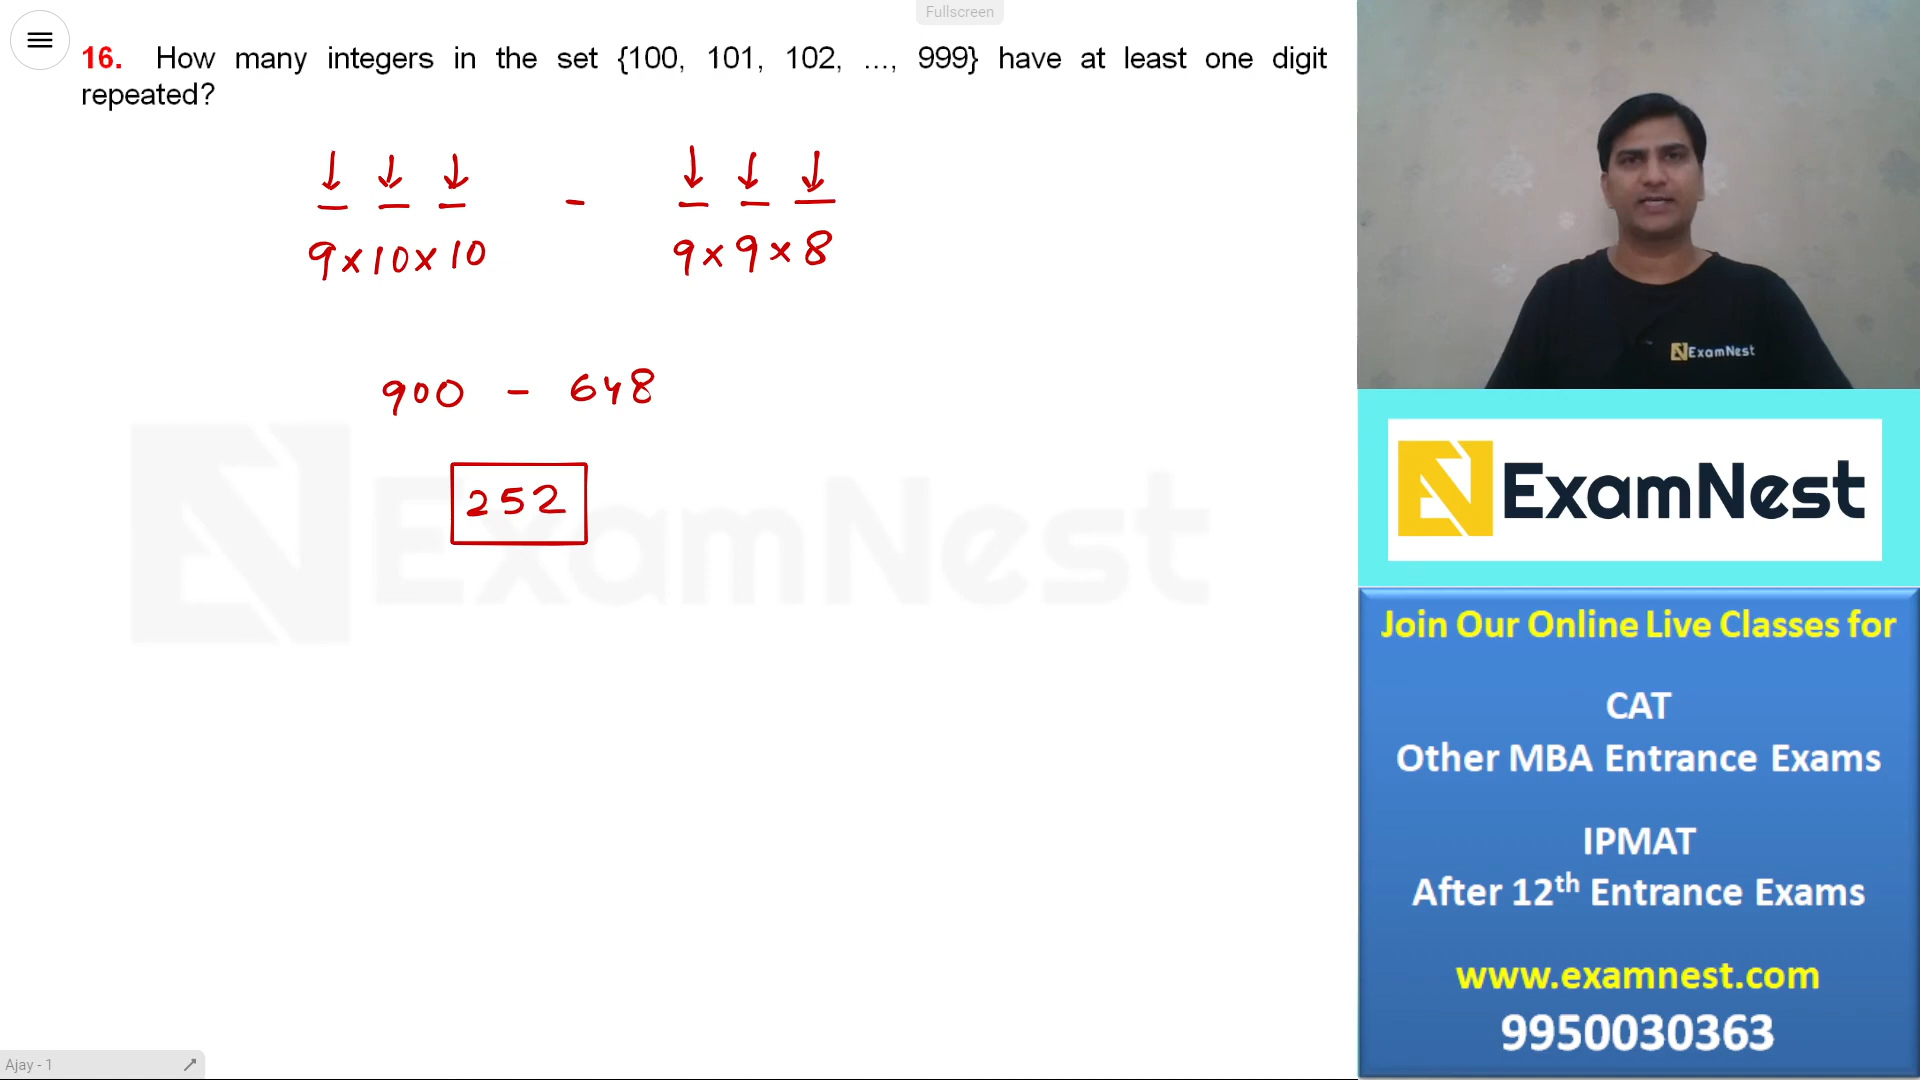 Fullscreen
16. How many integers in the set {100, 101, 102, ..., 999} have at least one digit
repeated?
9×10×10 - 9×9×8
900 - 648
252
ExamNest
ExamNest
ExamNest
Join Our Online Live Classes for
CAT
Other MBA Entrance Exams
IPMAT
After 12th Entrance Exams
www.examnest.com
9950030363
Ajay - 1